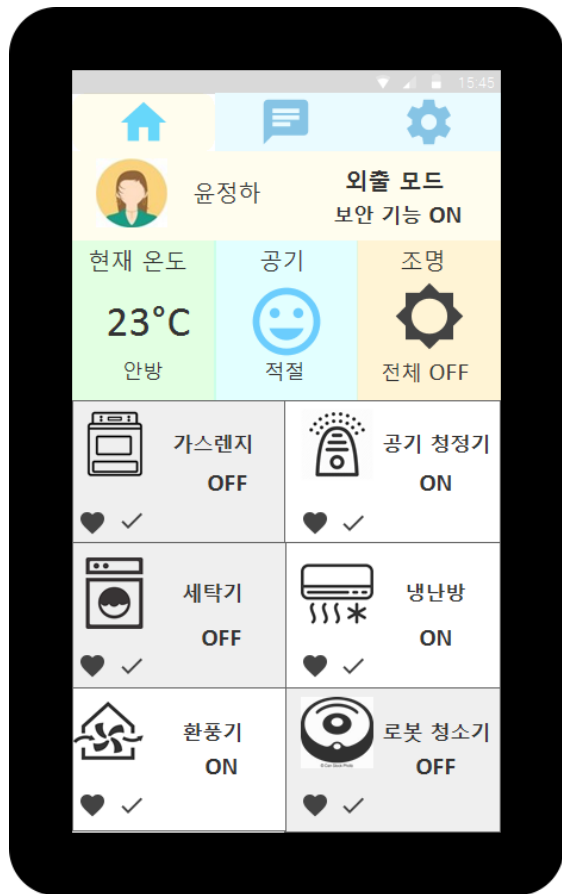 15:45
윤정하
외출 모드
보안 기능 ON
현재 온도
공기
조명
23°C
안방
적절
전체 OFF
가스렌지
OFF
공기 청정기
ON
세탁기
OFF
냉난방
ON
환풍기
ON
로봇 청소기
OFF
© Can Stock Photo